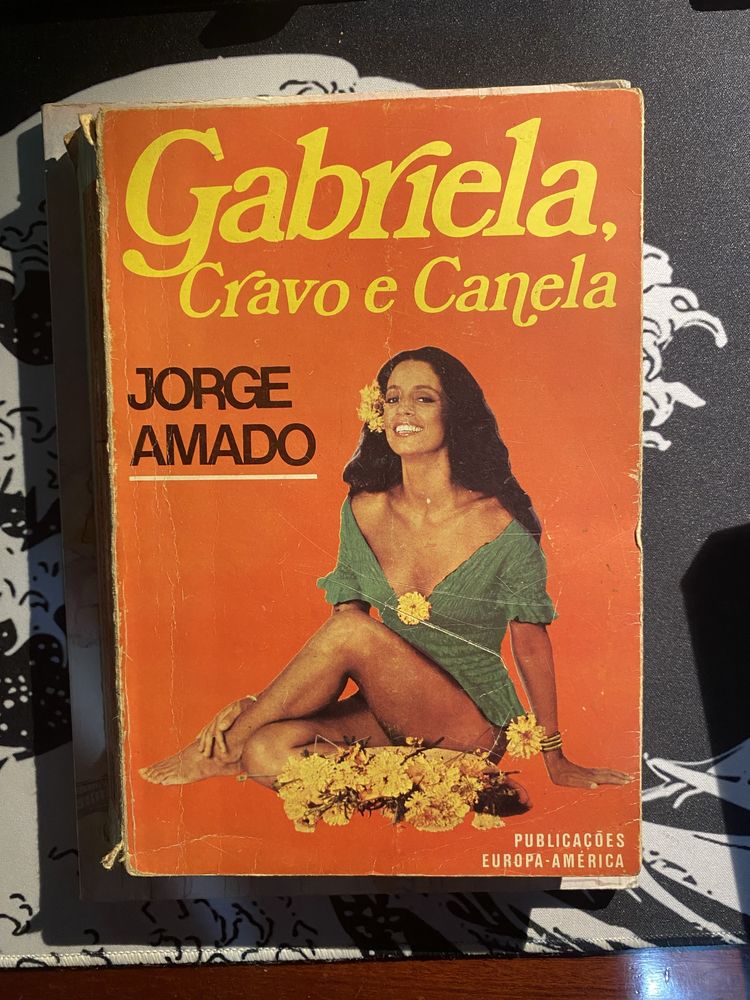 Gabriela,
Cravo e Canela
JORGE
AMADO
PUBLICAÇÕES
EUROPA-AMÉRICA